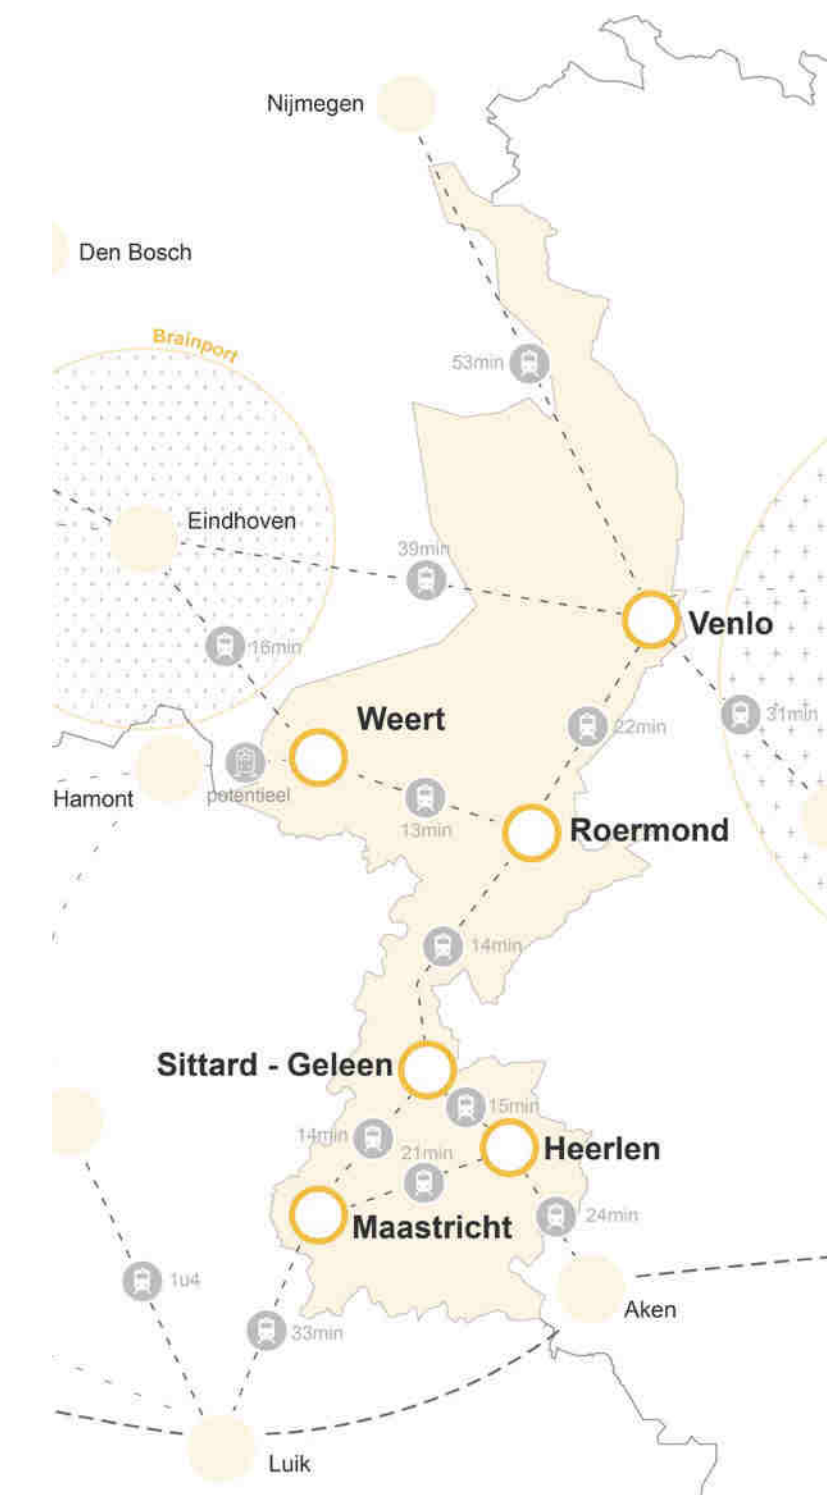 Nijmegen
Den Bosch
Brainport
53min
Eindhoven
39min
Venlo
16min
Weert
22min
31min
Hamont
potentieel
13min
Roermond
14min
Sittard - Geleen
15min
14min
21min
Heerlen
Maastricht
24min
1u4
Aken
33min
Luik